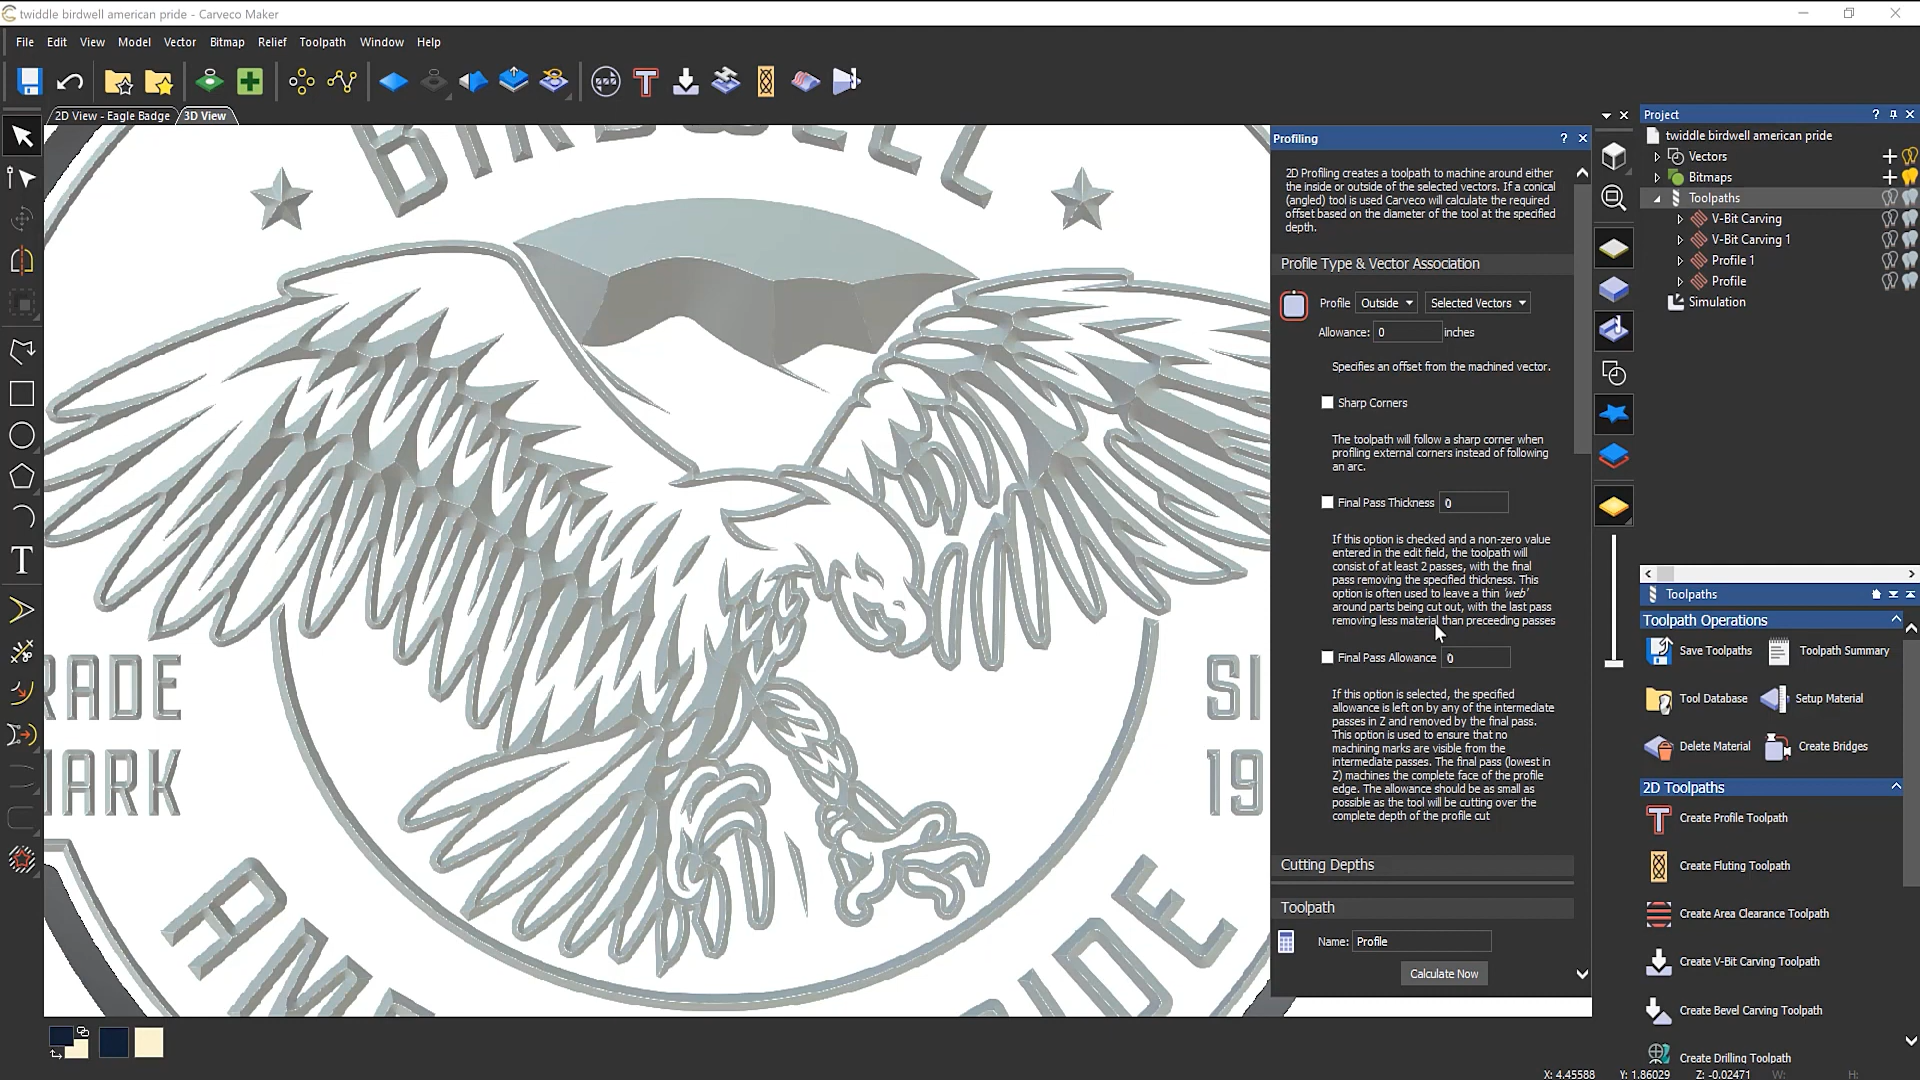 twiddle birdwell american pride - Carveco Maker
File Edit View Model Vector Bitmap Relief Toolpath Window Help
2D View - Eagle Badge
3D View
BIRDWELL
RADE
MARK
SI
19
Profiling
2D Profiling creates a toolpath to machine around either
the inside or outside of the selected vectors. If a conical
(angled) tool is used Carveco will calculate the required
offset based on the diameter of the tool at the specified
depth.
Profile Type & Vector Association
Profile Outside Selected Vectors
Allowance: 0 inches
Specifies an offset from the machined vector.
Sharp Corners
The toolpath will follow a sharp corner when
profiling external corners instead of following
an arc.
Final Pass Thickness 0
If this option is checked and a non-zero value
entered in the edit field, the toolpath will
consist of at least 2 passes, with the final
pass removing the specified thickness. This
option is often used to leave a thin 'web'
around parts being cut out, with the last pass
removing less material than preceeding passes
Final Pass Allowance 0
If this option is selected, the specified
allowance is left on by any of the intermediate
passes in Z and removed by the final pass.
This option is used to ensure that no
machining marks are visible from the
intermediate passes. The final pass (lowest in
Z) machines the complete face of the profile
edge. The allowance should be as small as
possible as the tool will be cutting over the
complete depth of the profile cut
Cutting Depths
Toolpath
Name: Profile
Calculate Now
Project
twiddle birdwell american pride
Vectors
Bitmaps
Toolpaths
V-Bit Carving
V-Bit Carving 1
Profile 1
Profile
Simulation
Toolpaths
Toolpath Operations
Save Toolpaths Toolpath Summary
Tool Database Setup Material
Delete Material Create Bridges
2D Toolpaths
Create Profile Toolpath
Create Fluting Toolpath
Create Area Clearance Toolpath
Create V-Bit Carving Toolpath
Create Bevel Carving Toolpath
Create Drilling Toolpath
X: 4.45588 Y: 1.86029 Z: -0.02471 W: H: